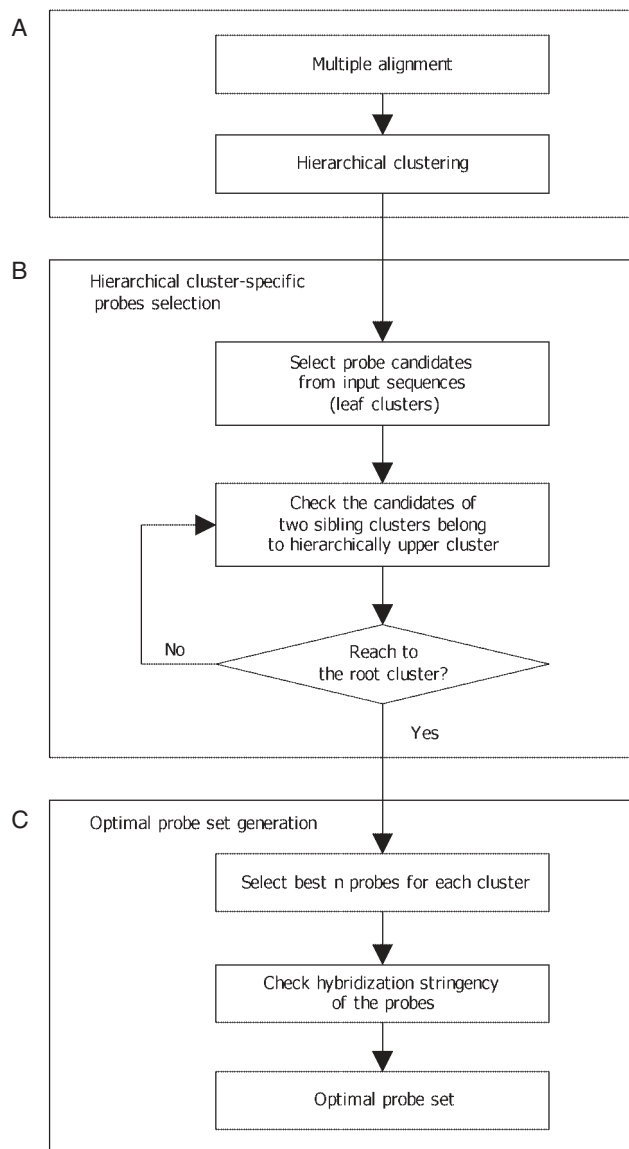 A
Multiple alignment
Hierarchical clustering
B
Hierarchical cluster-specific
probes selection
Select probe candidates
from input sequences
(leaf clusters)
Check the candidates of
two sibling clusters belong
to hierarchically upper cluster
No
Reach to
the root cluster?
Yes
C
Optimal probe set generation
Select best n probes for each cluster
Check hybridization stringency
of the probes
Optimal probe set